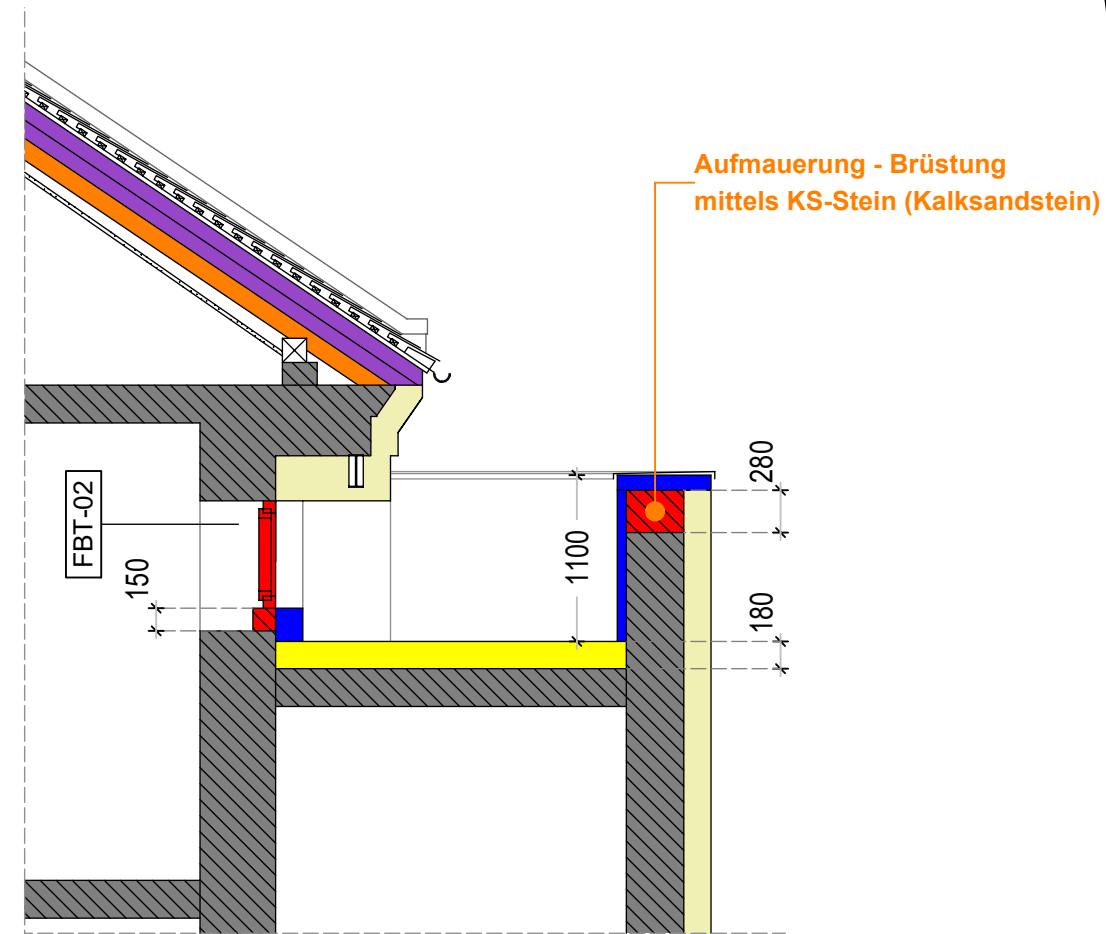 Aufmauerung - Brüstung
mittels KS-Stein (Kalksandstein)
280
FBT-02
1100
150
180